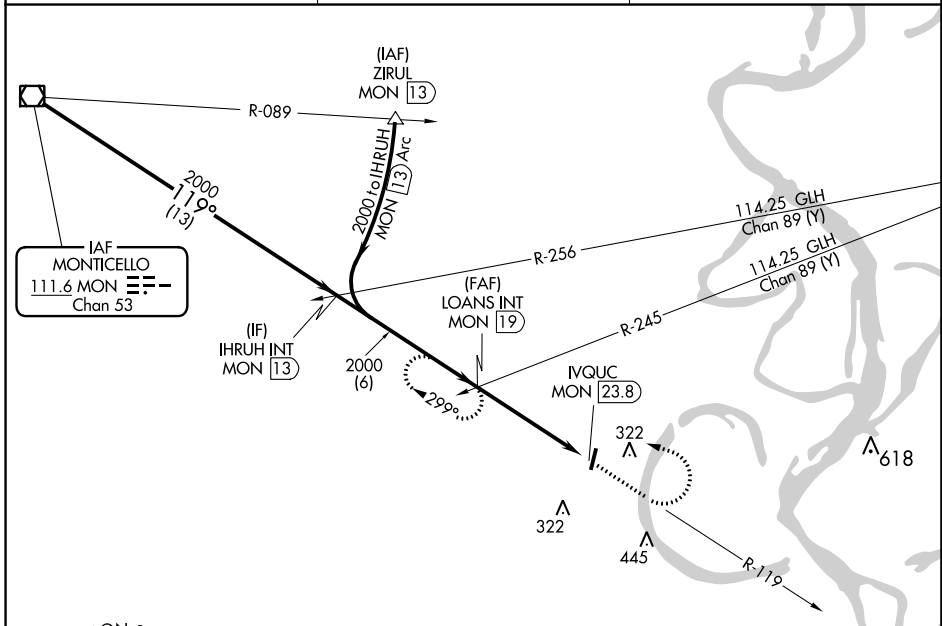 (IAF)
ZIRUL
MON 13
R-089
2000 to IHRUH
MON 13 Arc
2000
119°
(13)
IAF
MONTICELLO
111.6 MON
Chan 53
114.25 GLH
Chan 89 (Y)
R-256
114.25 GLH
Chan 89 (Y)
R-245
(FAF)
LOANS INT
MON 19
(IF)
IHRUH INT
MON 13
2000
(6)
299°
IVQUC
MON 23.8
322
618
322
445
R-119